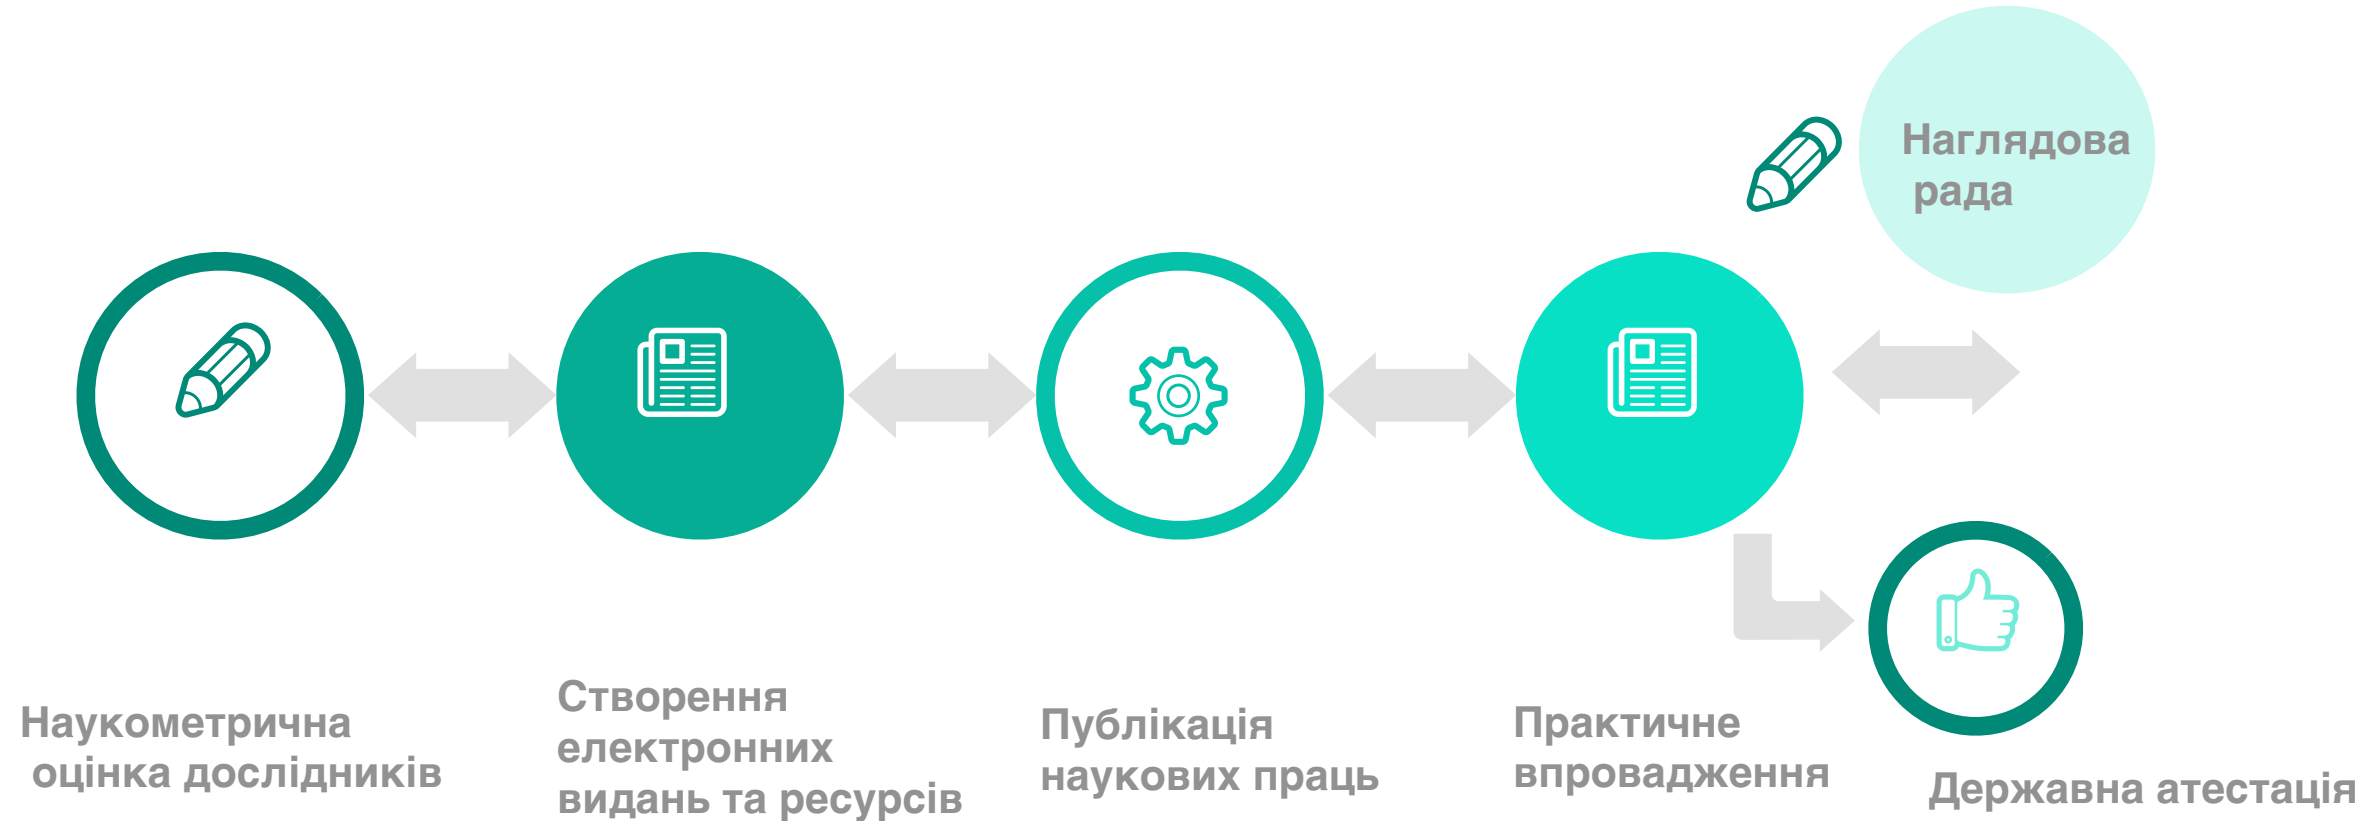 Наглядова
рада
Наукометрична
оцінка дослідників
Створення
електронних
видань та ресурсів
Публікація
наукових праць
Практичне
впровадження
Державна атестація